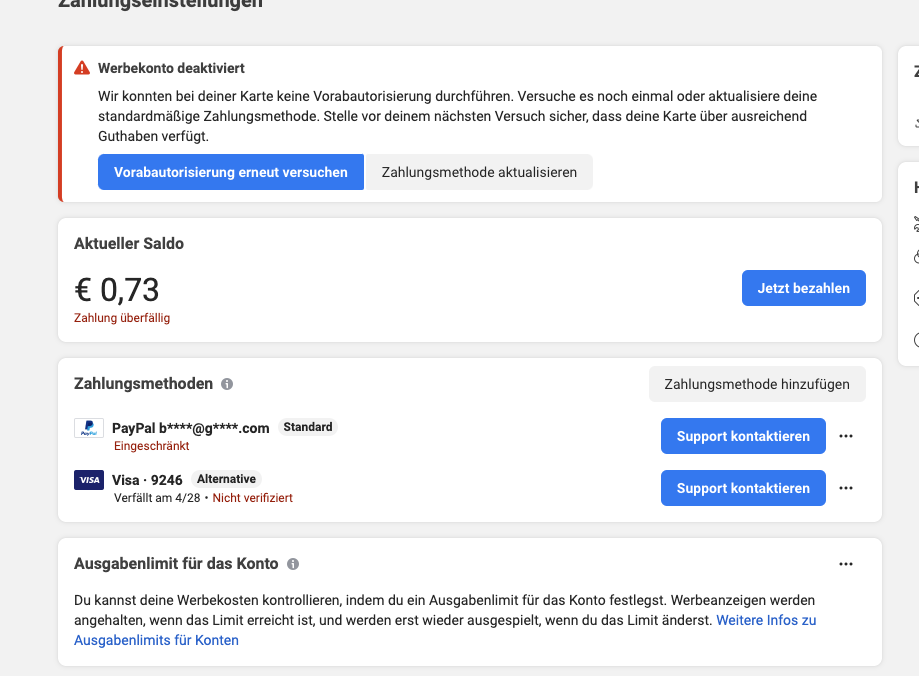 Zahlungseinstellungen
Werbekonto deaktiviert
Wir konnten bei deiner Karte keine Vorabautorisierung durchführen. Versuche es noch einmal oder aktualisiere deine
standardmäßige Zahlungsmethode. Stelle vor deinem nächsten Versuch sicher, dass deine Karte über ausreichend
Guthaben verfügt.
Vorabautorisierung erneut versuchen
Zahlungsmethode aktualisieren
Aktueller Saldo
€ 0,73
Jetzt bezahlen
Zahlung überfällig
Zahlungsmethoden
Zahlungsmethode hinzufügen
PayPal
PayPal b****@g****.com Standard
Eingeschränkt
Support kontaktieren
VISA
Visa · 9246 Alternative
Verfällt am 4/28 • Nicht verifiziert
Support kontaktieren
Ausgabenlimit für das Konto
Du kannst deine Werbekosten kontrollieren, indem du ein Ausgabenlimit für das Konto festlegst. Werbeanzeigen werden
angehalten, wenn das Limit erreicht ist, und werden erst wieder ausgespielt, wenn du das Limit änderst. Weitere Infos zu
Ausgabenlimits für Konten